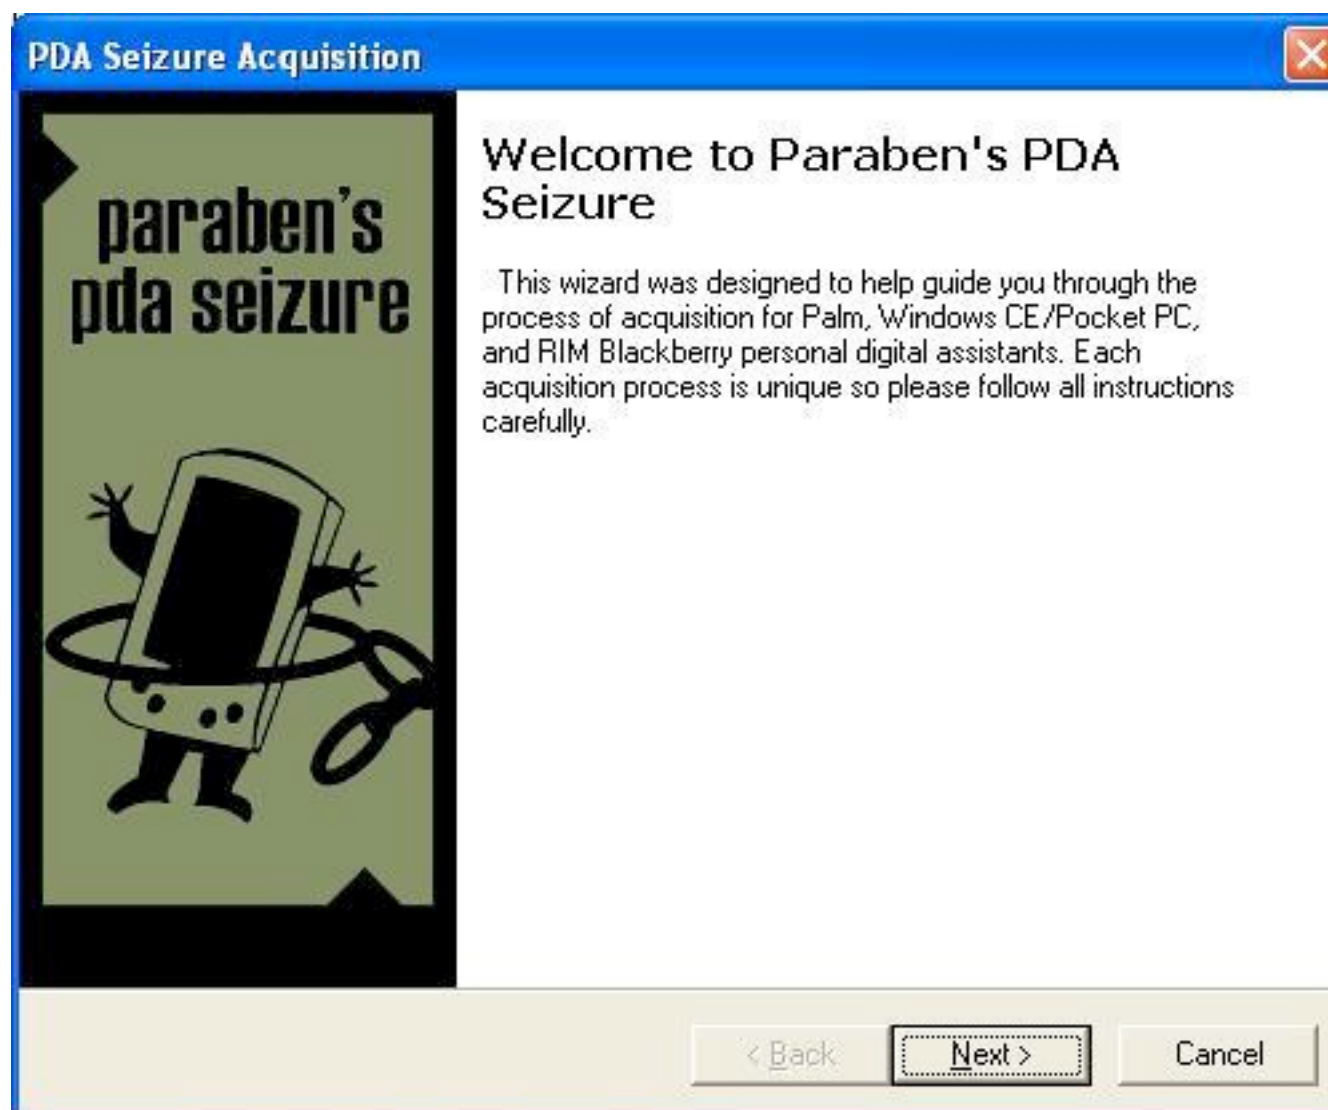 PDA Seizure Acquisition
paraben's
pda seizure
Welcome to Paraben's PDA
Seizure
This wizard was designed to help guide you through the
process of acquisition for Palm, Windows CE/Pocket PC,
and RIM Blackberry personal digital assistants. Each
acquisition process is unique so please follow all instructions
carefully.
< Back
Next >
Cancel